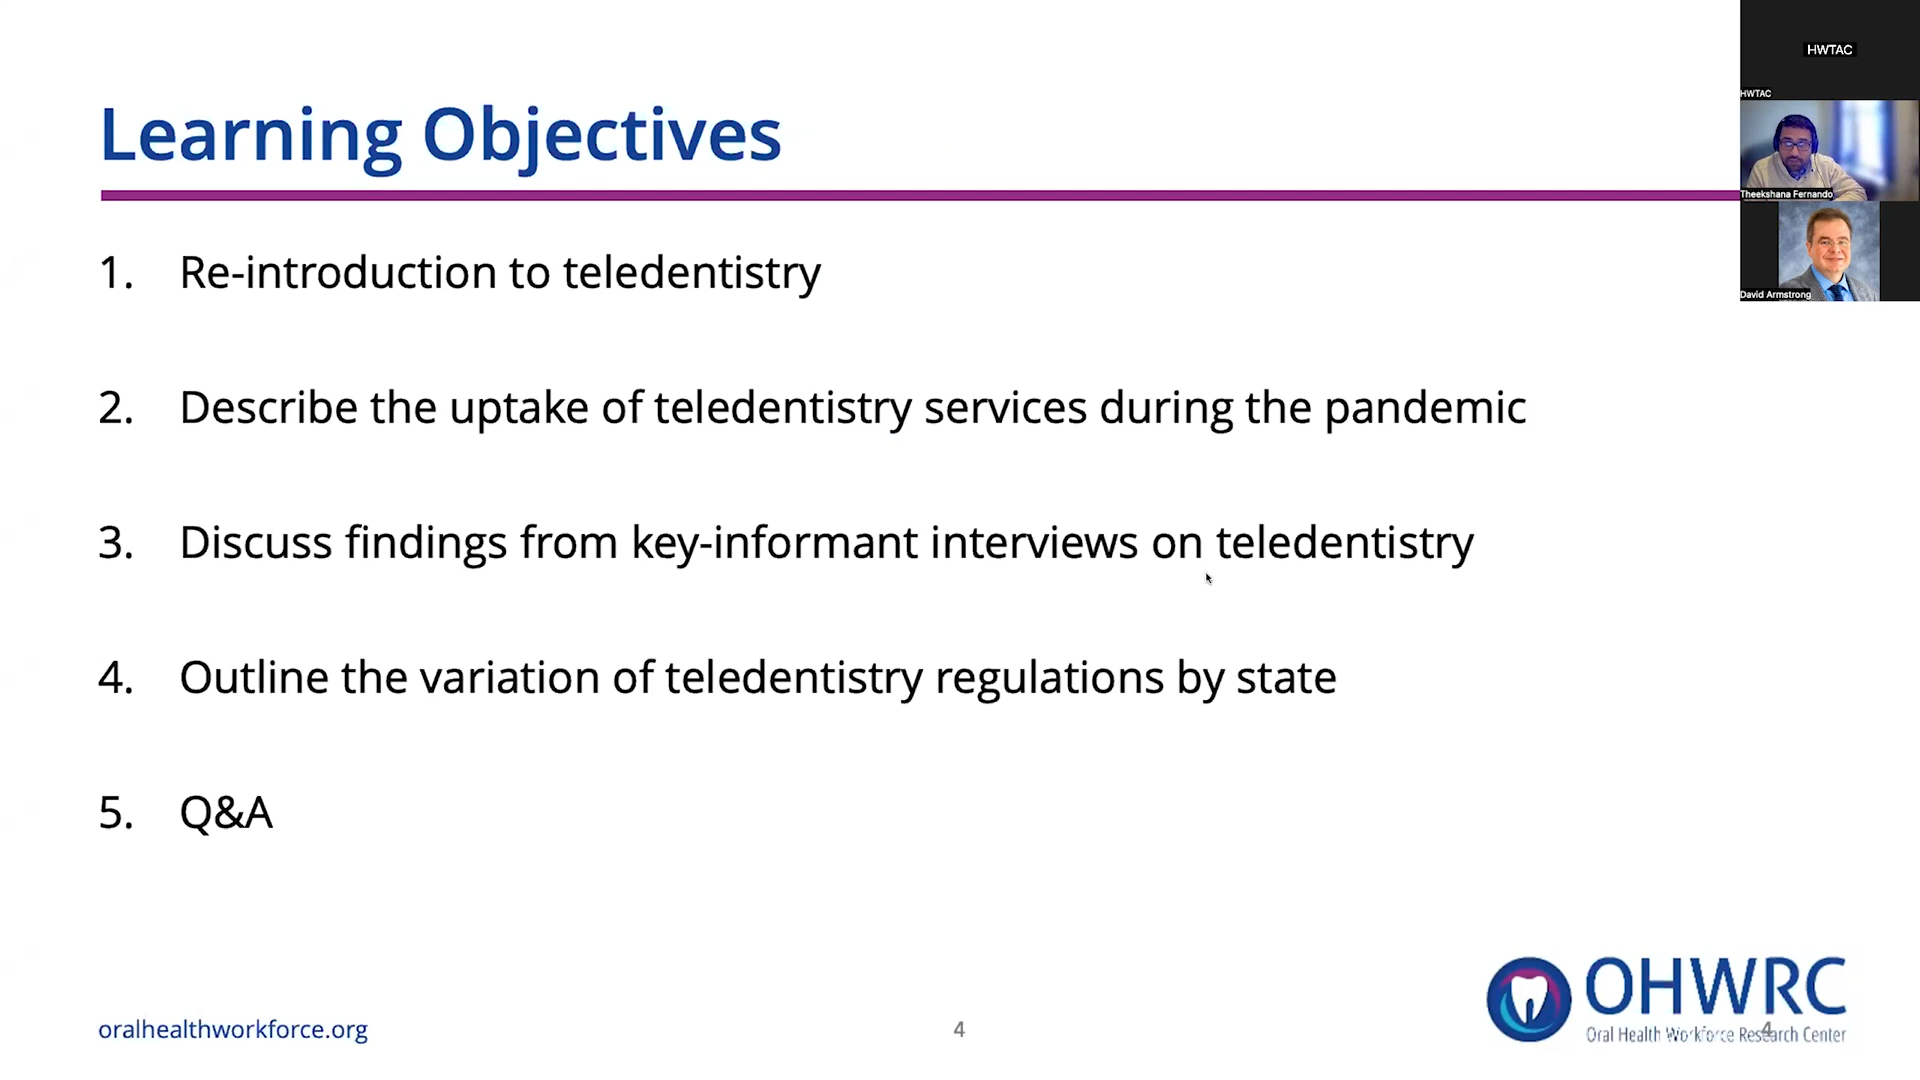 HWTAC
HWTAC
Learning Objectives
Theekshana Fernando
David Armstrong
1. Re-introduction to teledentistry
2. Describe the uptake of teledentistry services during the pandemic
3. Discuss findings from key-informant interviews on teledentistry
4. Outline the variation of teledentistry regulations by state
5. Q&A
OHWRC
Oral Health Workforce Research Center
oralhealthworkforce.org
4
4